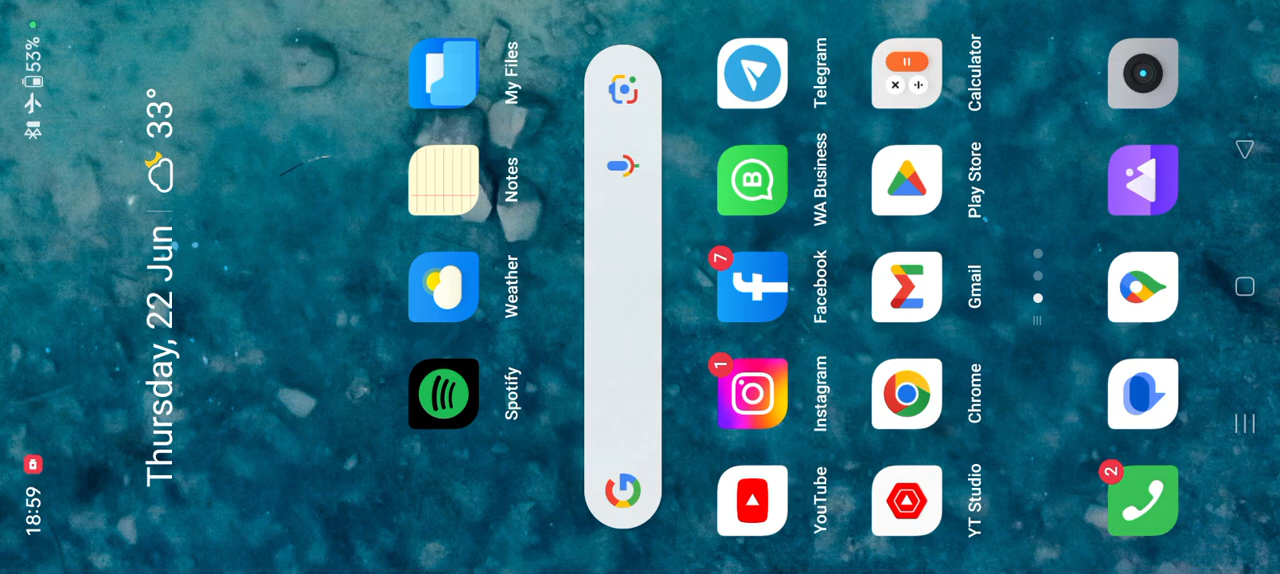 18:59 53%
Thursday, 22 Jun | 33°
Spotify Weather Notes My Files
1 7
YouTube Instagram Facebook WA Business Telegram
YT Studio Chrome Gmail Play Store Calculator
2